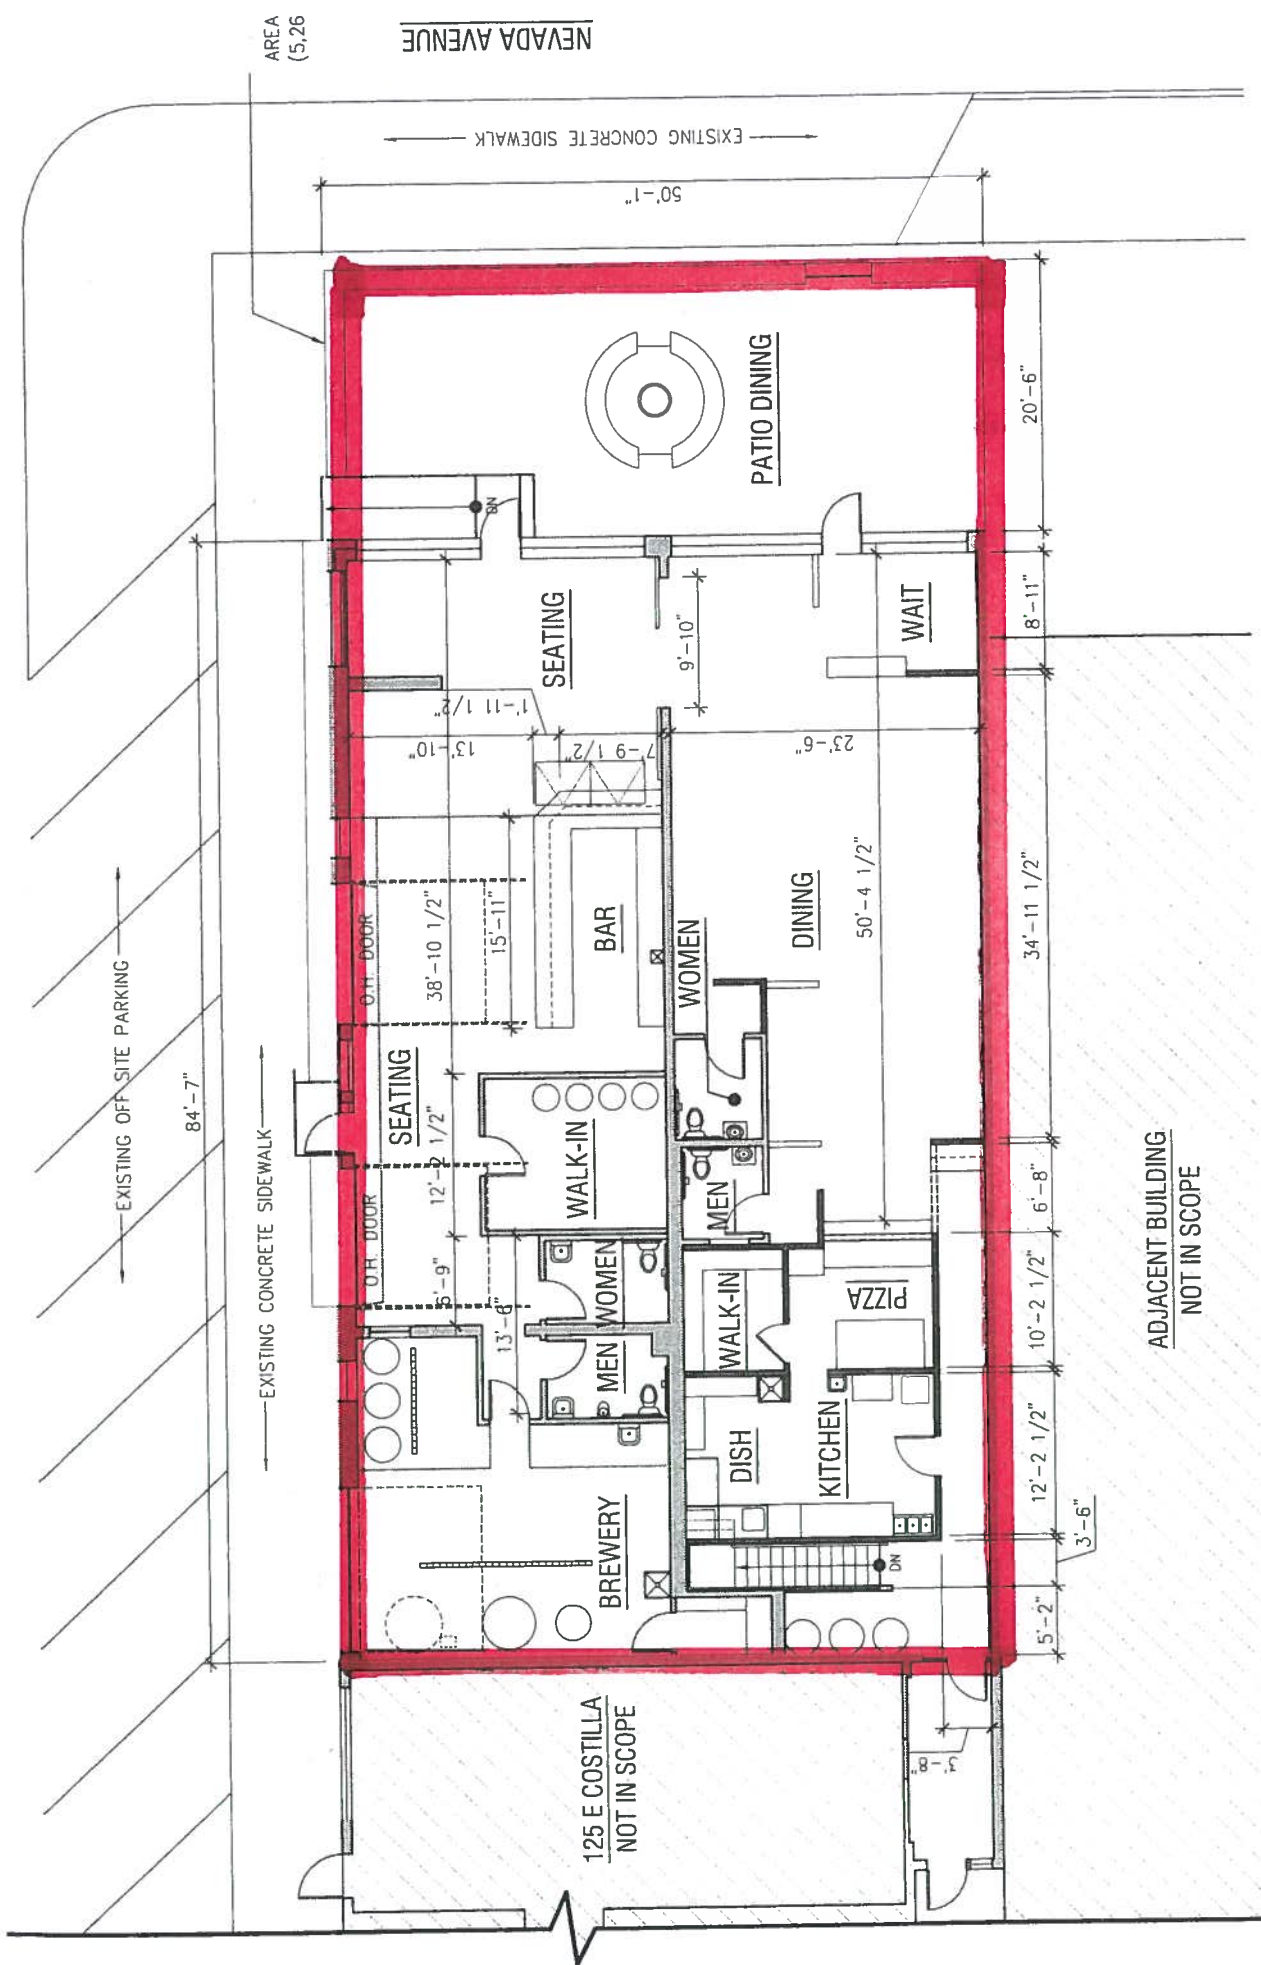 AREA
(5,26
NEVADA AVENUE
EXISTING CONCRETE SIDEWALK
50'-1"
PATIO DINING
20'-6"
DN
84'-7"
SEATING
WAIT
8'-11"
9'-10"
1'-11 1/2"
13'-10"
7'-9 1/2"
23'-6"
EXISTING OFF SITE PARKING
EXISTING CONCRETE SIDEWALK
O.H. DOOR
38'-10 1/2"
15'-11"
BAR
WOMEN
DINING
50'-4 1/2"
34'-11 1/2"
SEATING
12'-2 1/2"
WALK-IN
MEN
6'-8"
O.H. DOOR
6'-9"
13'-6"
WOMEN
MEN
WALK-IN
PIZZA
10'-2 1/2"
DISH
KITCHEN
12'-2 1/2"
BREWERY
DN
3'-6"
5'-2"
ADJACENT BUILDING
NOT IN SCOPE
125 E COSTILLA
NOT IN SCOPE
3'-8"